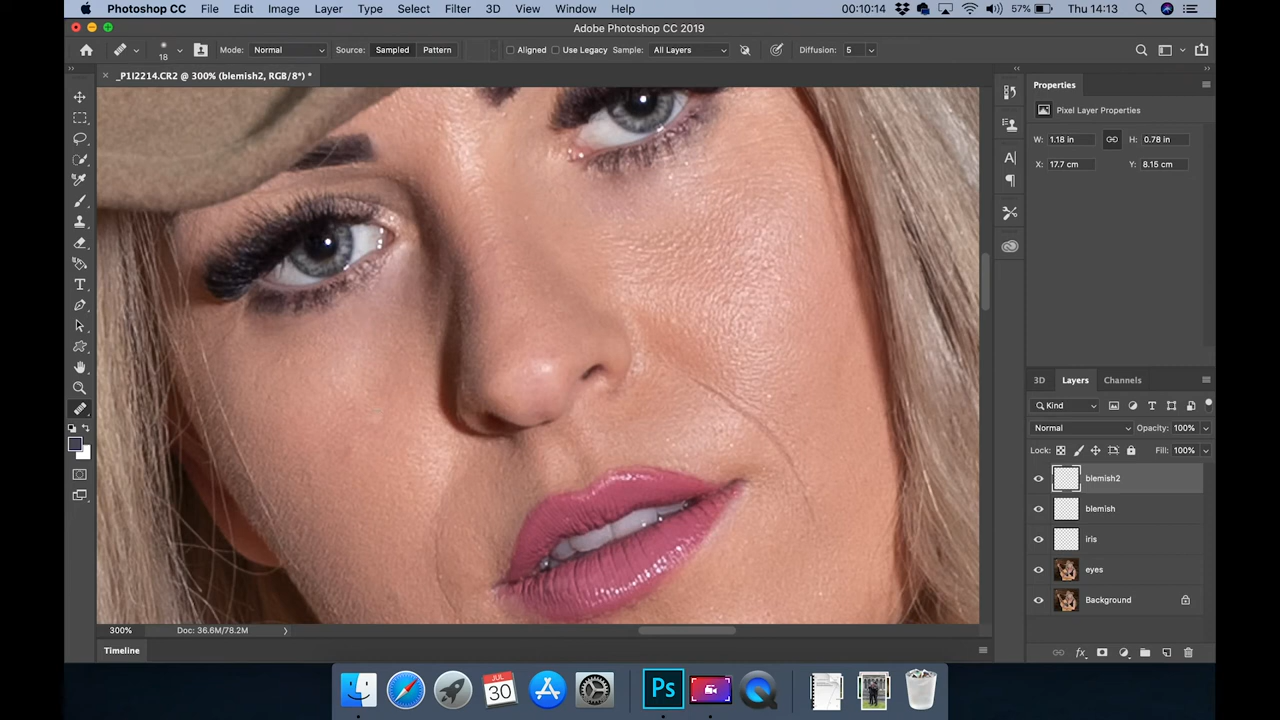 Photoshop CC File Edit Image Layer Type Select Filter 3D View Window Help 00:10:14 57% Thu 14:13
Adobe Photoshop CC 2019
18 Mode: Normal Source: Sampled Pattern Aligned Use Legacy Sample: All Layers Diffusion: 5
_P1I2214.CR2 @ 300% (blemish2, RGB/8*) *
Properties
Pixel Layer Properties
W: 1.18 in H: 0.78 in
X: 17.7 cm Y: 8.15 cm
3D Layers Channels
Kind
Normal Opacity: 100%
Lock: Fill: 100%
blemish2
blemish
iris
eyes
Background
300% Doc: 36.6M/78.2M
Timeline
JUL
30
Ps